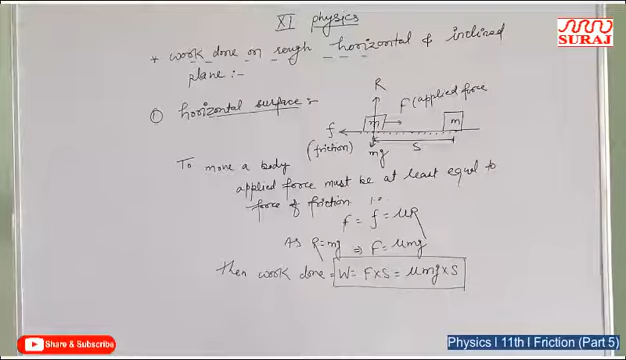 XI physics
SURAJ
* work done on rough horizontal & inclined
plane :-
① horizontal surface :-
R
F (applied force
m
m
f
(friction)
mg
S
To move a body
applied force must be at least equal to
force of friction i.e.
F = f = μR
As R = mg ⇒ F = μmg
then work done = W = F×S = μmg×S
Share & Subscribe
Physics I 11th I Friction (Part 5)